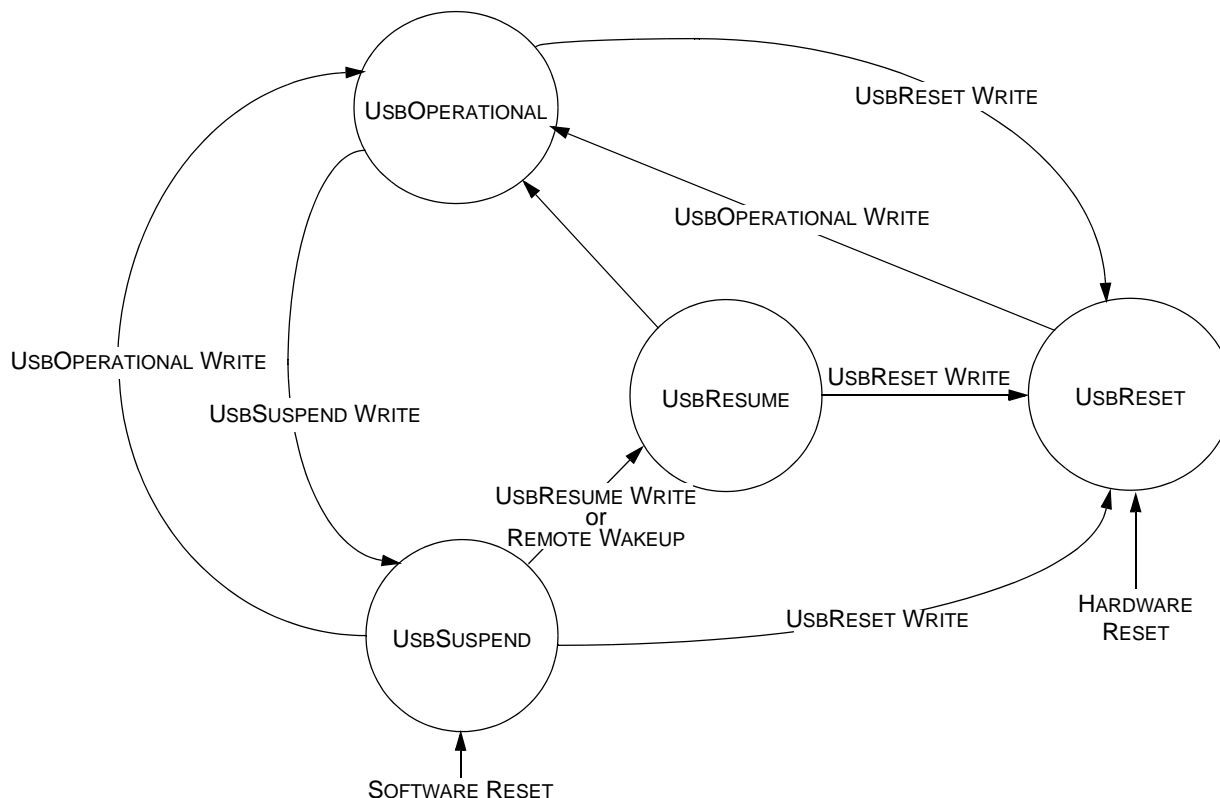 USBOPERATIONAL
USBRESET WRITE
USBOPERATIONAL WRITE
USBOPERATIONAL WRITE
USBRESET WRITE
USBRESUME
USBRESET
USBSUSPEND WRITE
USBRESUME WRITE
or
REMOTE WAKEUP
USBSUSPEND
USBRESET WRITE
HARDWARE
RESET
SOFTWARE RESET